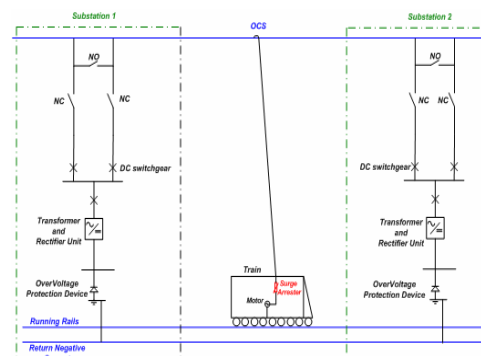 Substation 1
OCS
Substation 2
NO
NO
NC
NC
NC
NC
DC switchgear
DC switchgear
Transformer
and
Rectifier Unit
Transformer
and
Rectifier Unit
Train
Surge
Arrester
Motor
OverVoltage
Protection Device
OverVoltage
Protection Device
Running Rails
Return Negative